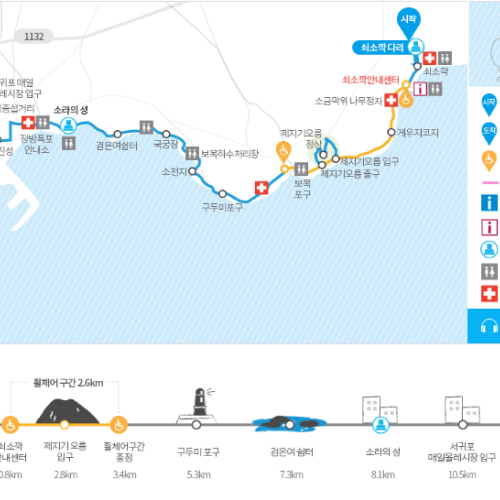 시작
1132
쇠소깍 다리
쇠소깍
쇠소깍안내센터
소금막위 나무정자
귀포 매일
레시장 입구
소라의 성
이중섭거리
시작
도착
정방폭포
안내소
검은여쉼터
국궁장
제지기오름
정상
게우지코지
보목하수처리장
제지기오름 입구
제지기오름 출구
소천지
보목
포구
구두미포구
휠체어 구간 2.6km
쇠소깍
안내센터
제지기 오름
입구
휠체어구간
종점
구두미 포구
검은여 쉼터
소라의 성
서귀포
매일올레시장 입구
0.8km
2.8km
3.4km
5.3km
7.3km
8.1km
10.5km